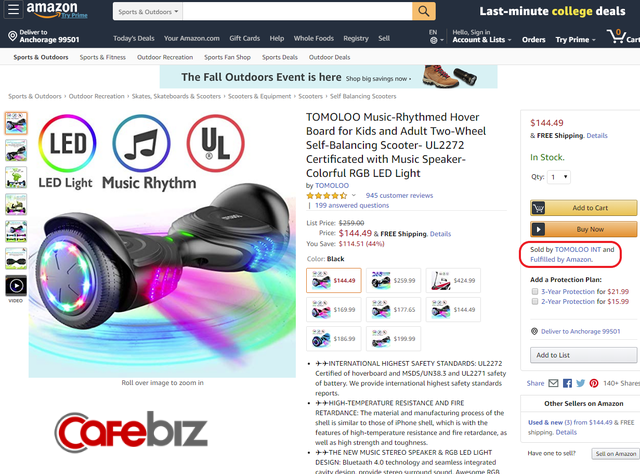 amazon
Try Prime
Sports & Outdoors
Last-minute college deals
Deliver to
Anchorage 99501
Today's Deals
Your Amazon.com
Gift Cards
Help
Whole Foods
Registry
Sell
EN
Hello, Sign in
Account & Lists
Orders
Try Prime
0
Cart
Sports & Outdoors
Sports & Fitness
Outdoor Recreation
Sports Fan Shop
Sports Deals
Outdoor Deals
The Fall Outdoors Event is here
Shop big savings now ›
Sports & Outdoors › Outdoor Recreation › Skates, Skateboards & Scooters › Scooters & Equipment › Scooters › Self Balancing Scooters
LED
UL
LED Light
Music Rhythm
VIDEO
Roll over image to zoom in
CafeBiz
TOMOLOO Music-Rhythmed Hover
Board for Kids and Adult Two-Wheel
Self-Balancing Scooter- UL2272
Certificated with Music Speaker-
Colorful RGB LED Light
by TOMOLOO
945 customer reviews
| 199 answered questions
List Price: $259.00
Price: $144.49 & FREE Shipping. Details
You Save: $114.51 (44%)
Color: Black
$144.49
$259.99
$424.99
$169.99
$177.65
$144.49
$186.99
$199.99
• ✈✈INTERNATIONAL HIGHEST SAFETY STANDARDS: UL2272
Certified of hoverboard and MSDS/UN38.3 and UL2271 safety
of battery. We provide international highest safety standards
reports.
• ✈✈HIGH-TEMPERATURE RESISTANCE AND FIRE
RETARDANCE: The material and manufacturing process of the
shell is similar to those of iPhone shell, which is with the
features of high-temperature resistance and fire retardance, as
well as high strength and toughness.
• ✈✈THE NEW MUSIC STEREO SPEAKER & RGB LED LIGHT
DESIGN: Bluetooth 4.0 technology and seamless integrated
cavity design, provide stereo surround sound. Awesome RGB
$144.49
& FREE Shipping. Details
In Stock.
Qty: 1
Add to Cart
Buy Now
Sold by TOMOLOO INT and
Fulfilled by Amazon.
Add a Protection Plan:
3-Year Protection for $21.99
2-Year Protection for $15.99
Deliver to Anchorage 99501
Add to List
Share
140+ Shares
Other Sellers on Amazon
Used & new (3) from $144.49 & FREE
shipping.
Have one to sell?
Sell on Amazon